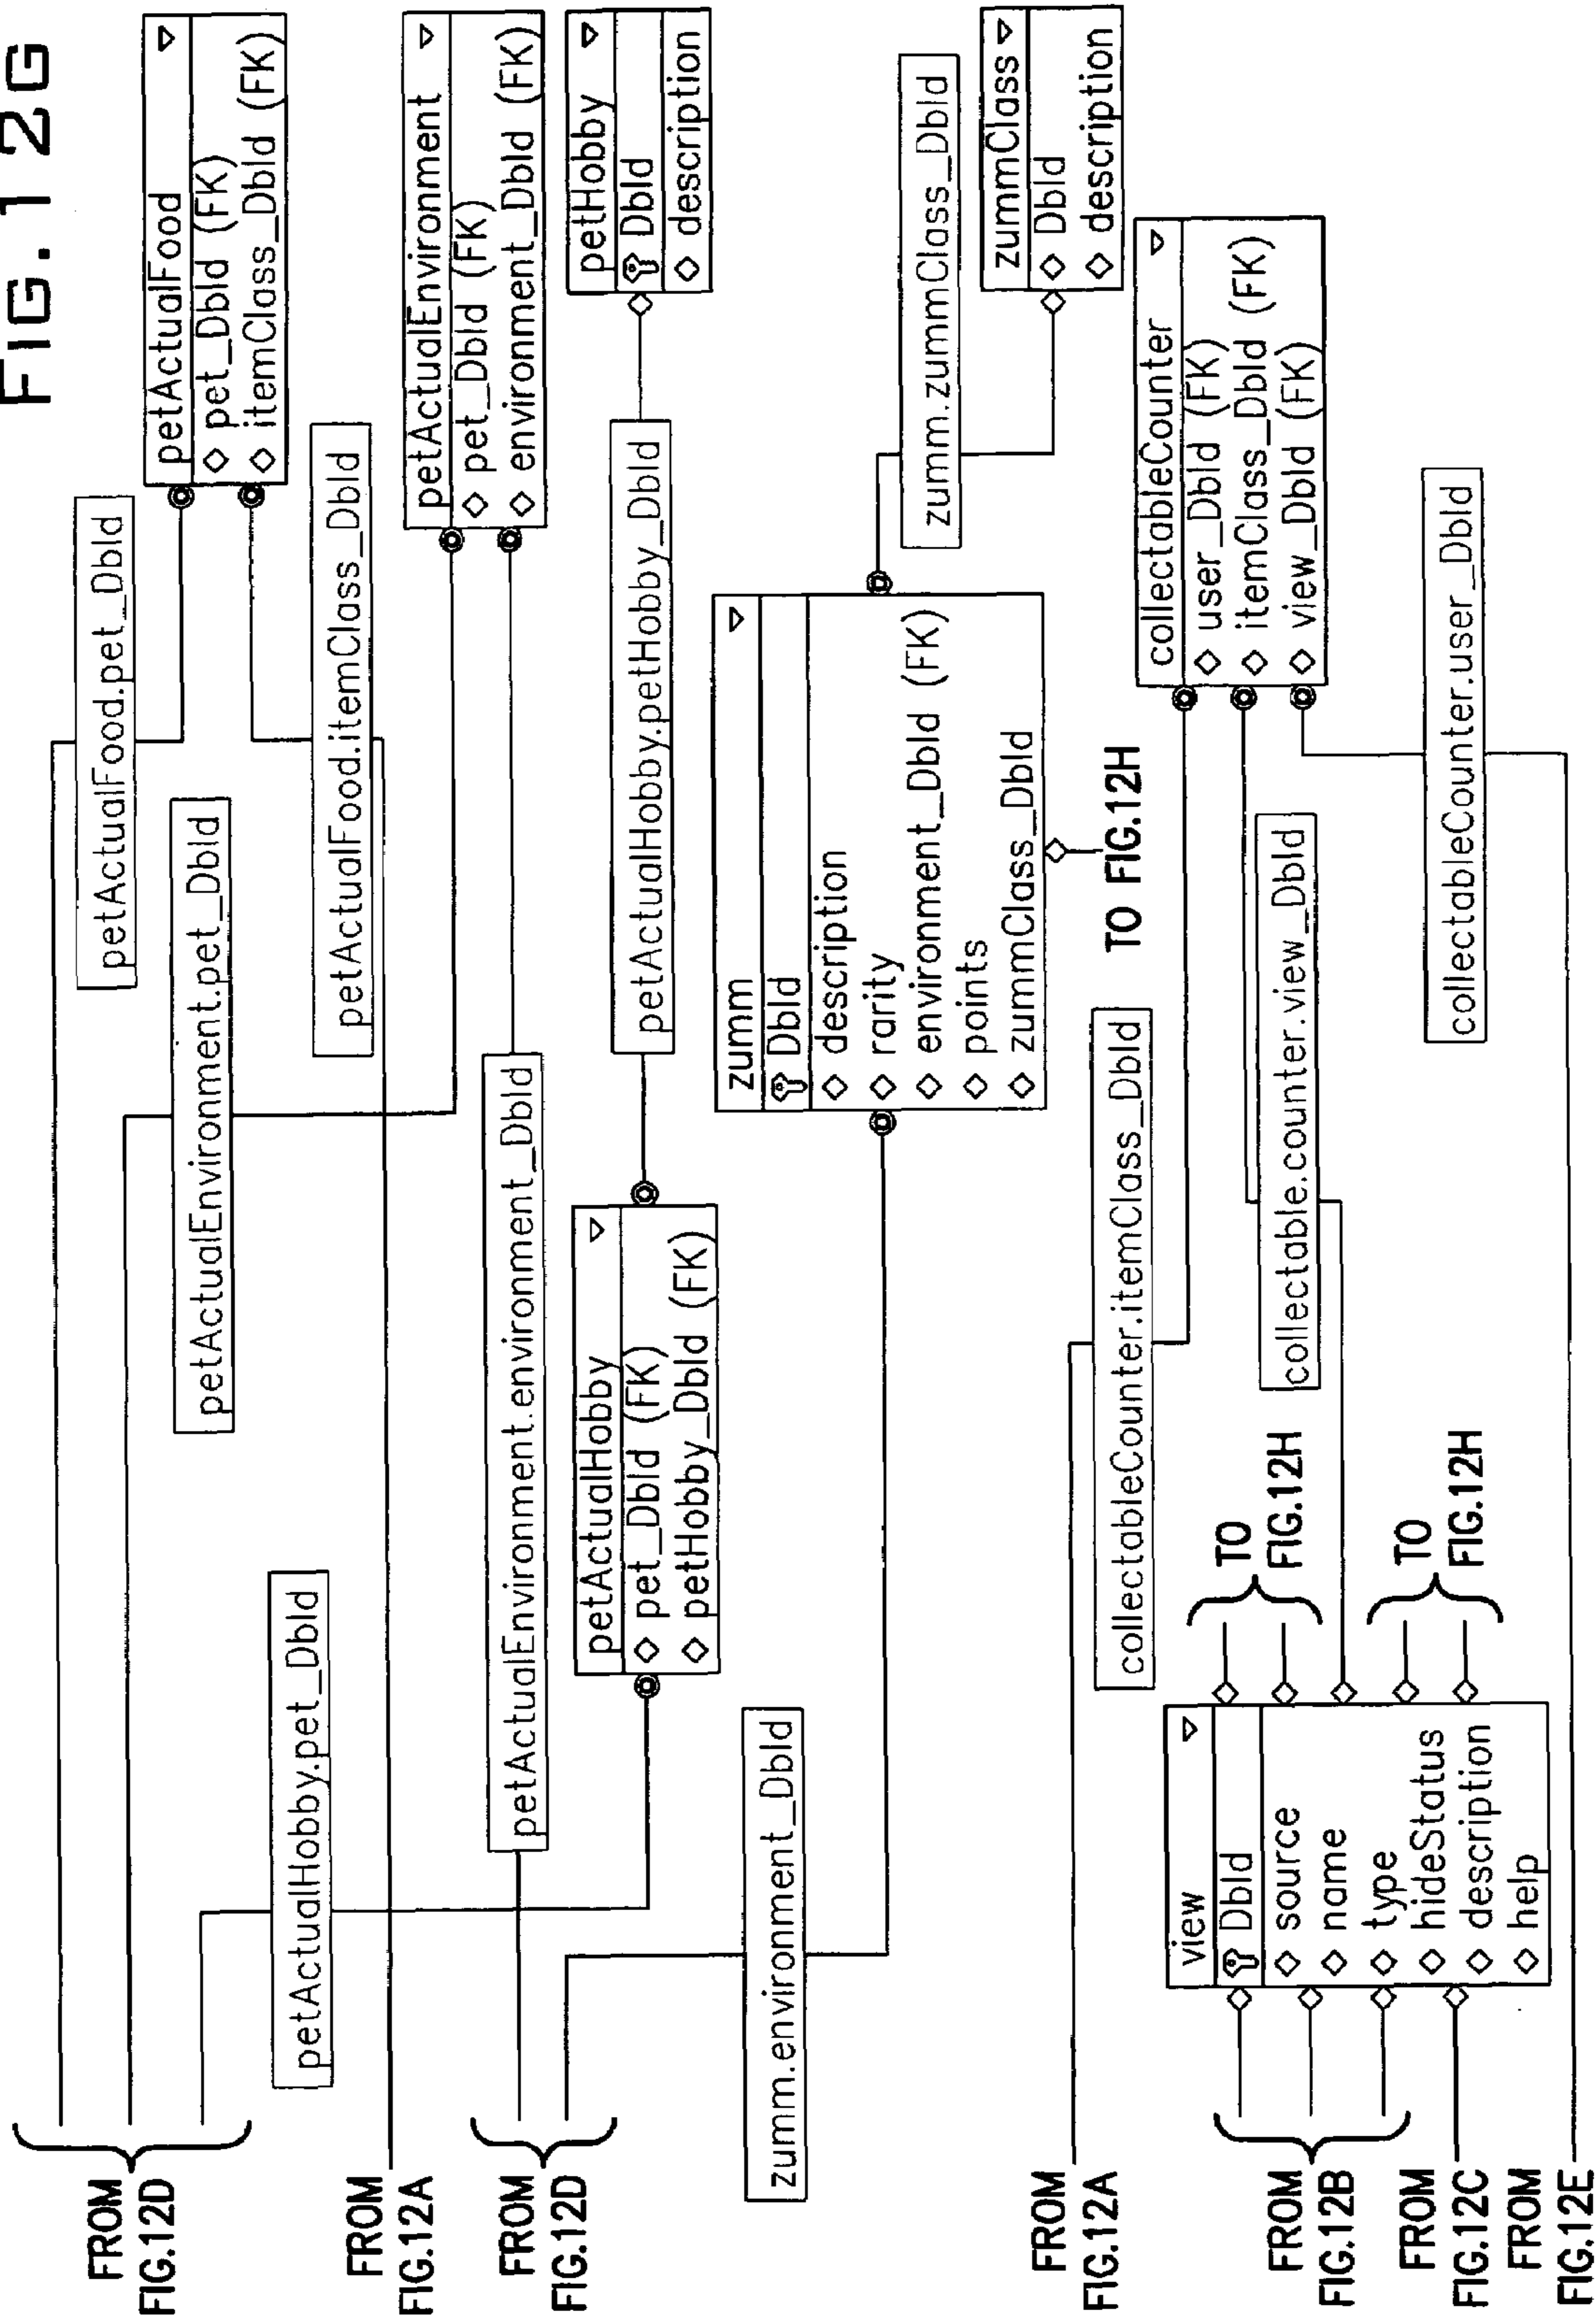 FIG.12G
FROM
FIG.12D
petActualFood.pet_DbId
petActualFood
pet_DbId (FK)
itemClass_DbId (FK)
petActualEnvironment.pet_DbId
petActualHobby.pet_DbId
petActualFood.itemClass_DbId
FROM
FIG.12A
petActualEnvironment
pet_DbId (FK)
environment_DbId (FK)
FROM
FIG.12D
petActualEnvironment.environment_DbId
petActualHobby
pet_DbId (FK)
petHobby_DbId (FK)
petActualHobby.petHobby_DbId
petHobby
DbId
description
zumm.environment_DbId
zumm
DbId
description
rarity
environment_DbId (FK)
points
zummClass_DbId
TO FIG.12H
zumm.zummClass_DbId
zummClass
DbId
description
FROM
FIG.12A
collectableCounter.itemClass_DbId
collectableCounter
user_DbId (FK)
itemClass_DbId (FK)
view_DbId (FK)
collectable.counter.view_DbId
FROM
FIG.12B
view
DbId
source
name
type
hideStatus
description
help
TO
FIG.12H
TO
FIG.12H
FROM
FIG.12C
FROM
FIG.12E
collectableCounter.user_DbId